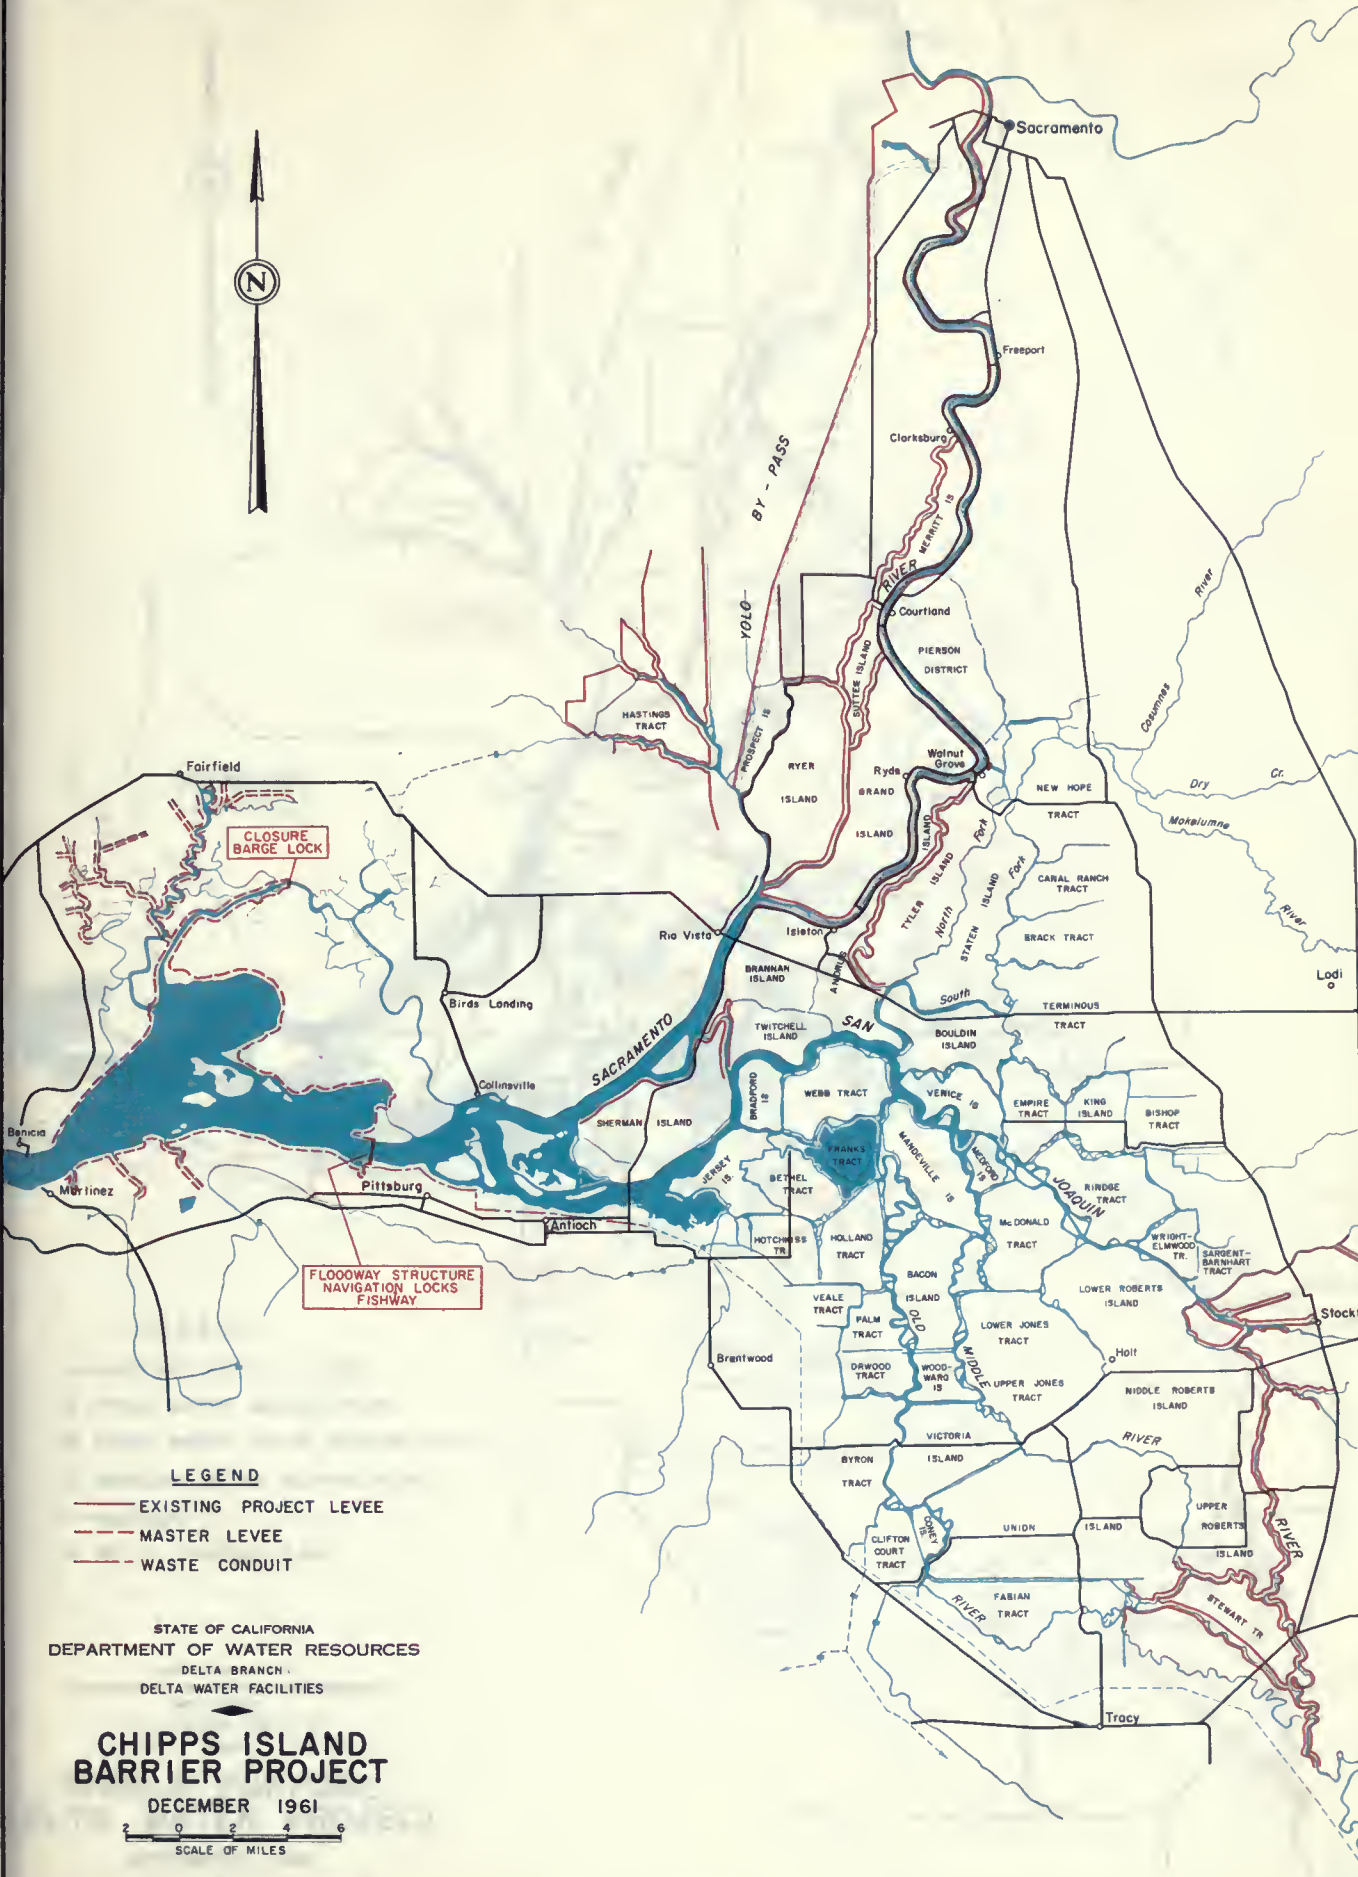 Sacramento
N
Freeport
Clarksburg
BY - PASS
MERRITT IS
RIVER
Courtland
YOLO
PIERSON
DISTRICT
SUTTER ISLAND
River
Cosumnes
HASTINGS
TRACT
PROSPECT IS
RYER
ISLAND
Ryde
GRAND
ISLAND
Walnut
Grove
NEW HOPE
TRACT
Dry
Cr.
Mokelumne
River
Fairfield
CLOSURE
BARGE LOCK
TYLER ISLAND
ISLAND
North
Fork
STATEN ISLAND
Fork
CANAL RANCH
TRACT
BRACK TRACT
Rio Vista
Isleton
ANDRUS
BRANNAN
ISLAND
Lodi
Birds Landing
South
TERMINOUS
TRACT
SACRAMENTO
TWITCHELL
ISLAND
SAN
BOULDIN
ISLAND
Collinsville
BRADFORD
IS
WEBB TRACT
VENICE IS
EMPIRE
TRACT
KING
ISLAND
BISHOP
TRACT
SHERMAN ISLAND
Benicia
FRANKS
TRACT
MANDEVILLE IS
MEDFORD
IS
JERSEY
IS.
BETHEL
TRACT
JOAQUIN
RINDGE
TRACT
Martinez
Pittsburg
Antioch
HOTCHKISS
TR
HOLLAND
TRACT
McDONALD
TRACT
WRIGHT-
ELMWOOD
TR.
SARGENT-
BARNHART
TRACT
FLOODWAY STRUCTURE
NAVIGATION LOCKS
FISHWAY
BACON
ISLAND
VEALE
TRACT
PALM
TRACT
OLD
LOWER ROBERTS
ISLAND
LOWER JONES
TRACT
Stockt
Brentwood
ORWOOD
TRACT
WOOD-
WARD
IS
MIDDLE
UPPER JONES
TRACT
Holt
MIDDLE ROBERTS
ISLAND
VICTORIA
ISLAND
RIVER
BYRON
TRACT
LEGEND
EXISTING PROJECT LEVEE
MASTER LEVEE
WASTE CONDUIT
CLIFTON
COURT
TRACT
CONEY
IS.
UNION
ISLAND
UPPER
ROBERTS
ISLAND
RIVER
RIVER
FABIAN
TRACT
STEWART TR
STATE OF CALIFORNIA
DEPARTMENT OF WATER RESOURCES
DELTA BRANCH
DELTA WATER FACILITIES
Tracy
CHIPPS ISLAND
BARRIER PROJECT
DECEMBER 1961
2 0 2 4 6
SCALE OF MILES